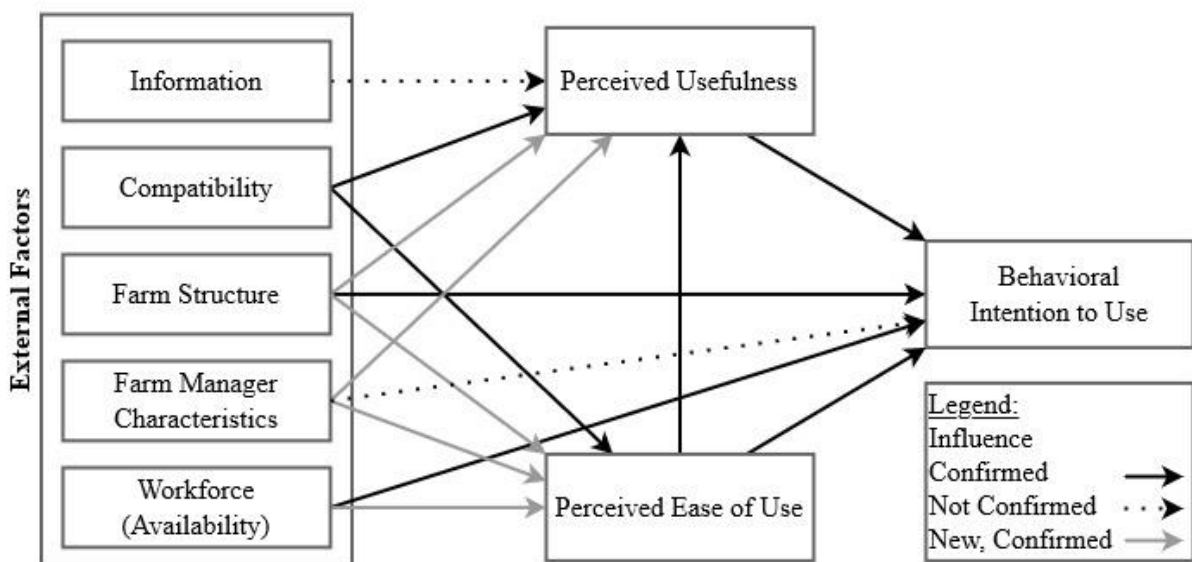 External Factors
Information
Compatibility
Farm Structure
Farm Manager
Characteristics
Workforce
(Availability)
Perceived Usefulness
Perceived Ease of Use
Behavioral
Intention to Use
Legend:
Influence
Confirmed
Not Confirmed
New, Confirmed